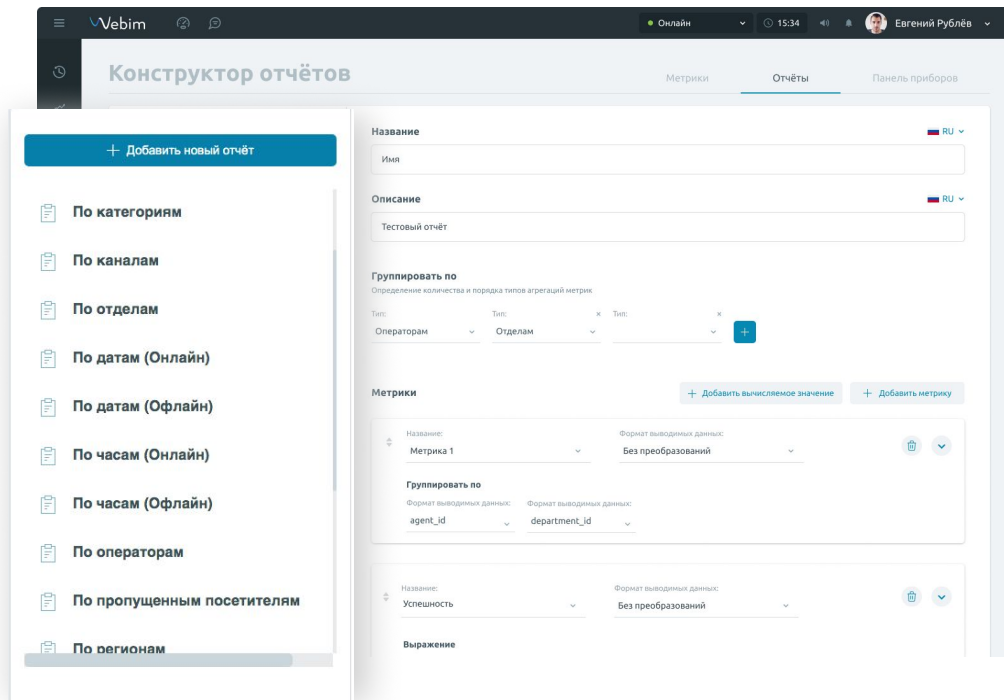 Webim
Онлайн
15:34
Евгений Рублёв
Конструктор отчётов
Метрики
Отчёты
Панель приборов
+ Добавить новый отчёт
По категориям
По каналам
По отделам
По датам (Онлайн)
По датам (Офлайн)
По часам (Онлайн)
По часам (Офлайн)
По операторам
По пропущенным посетителям
По регионам
Название
RU
Имя
Описание
RU
Тестовый отчёт
Группировать по
Определение количества и порядка типов агрегаций метрик
Тип: Тип: × Тип: ×
Операторам Отделам +
Метрики
+ Добавить вычисляемое значение + Добавить метрику
Название: Формат выводимых данных:
Метрика 1 Без преобразований
Группировать по
Формат выводимых данных: Формат выводимых данных:
agent_id department_id
Название: Формат выводимых данных:
Успешность Без преобразований
Выражение